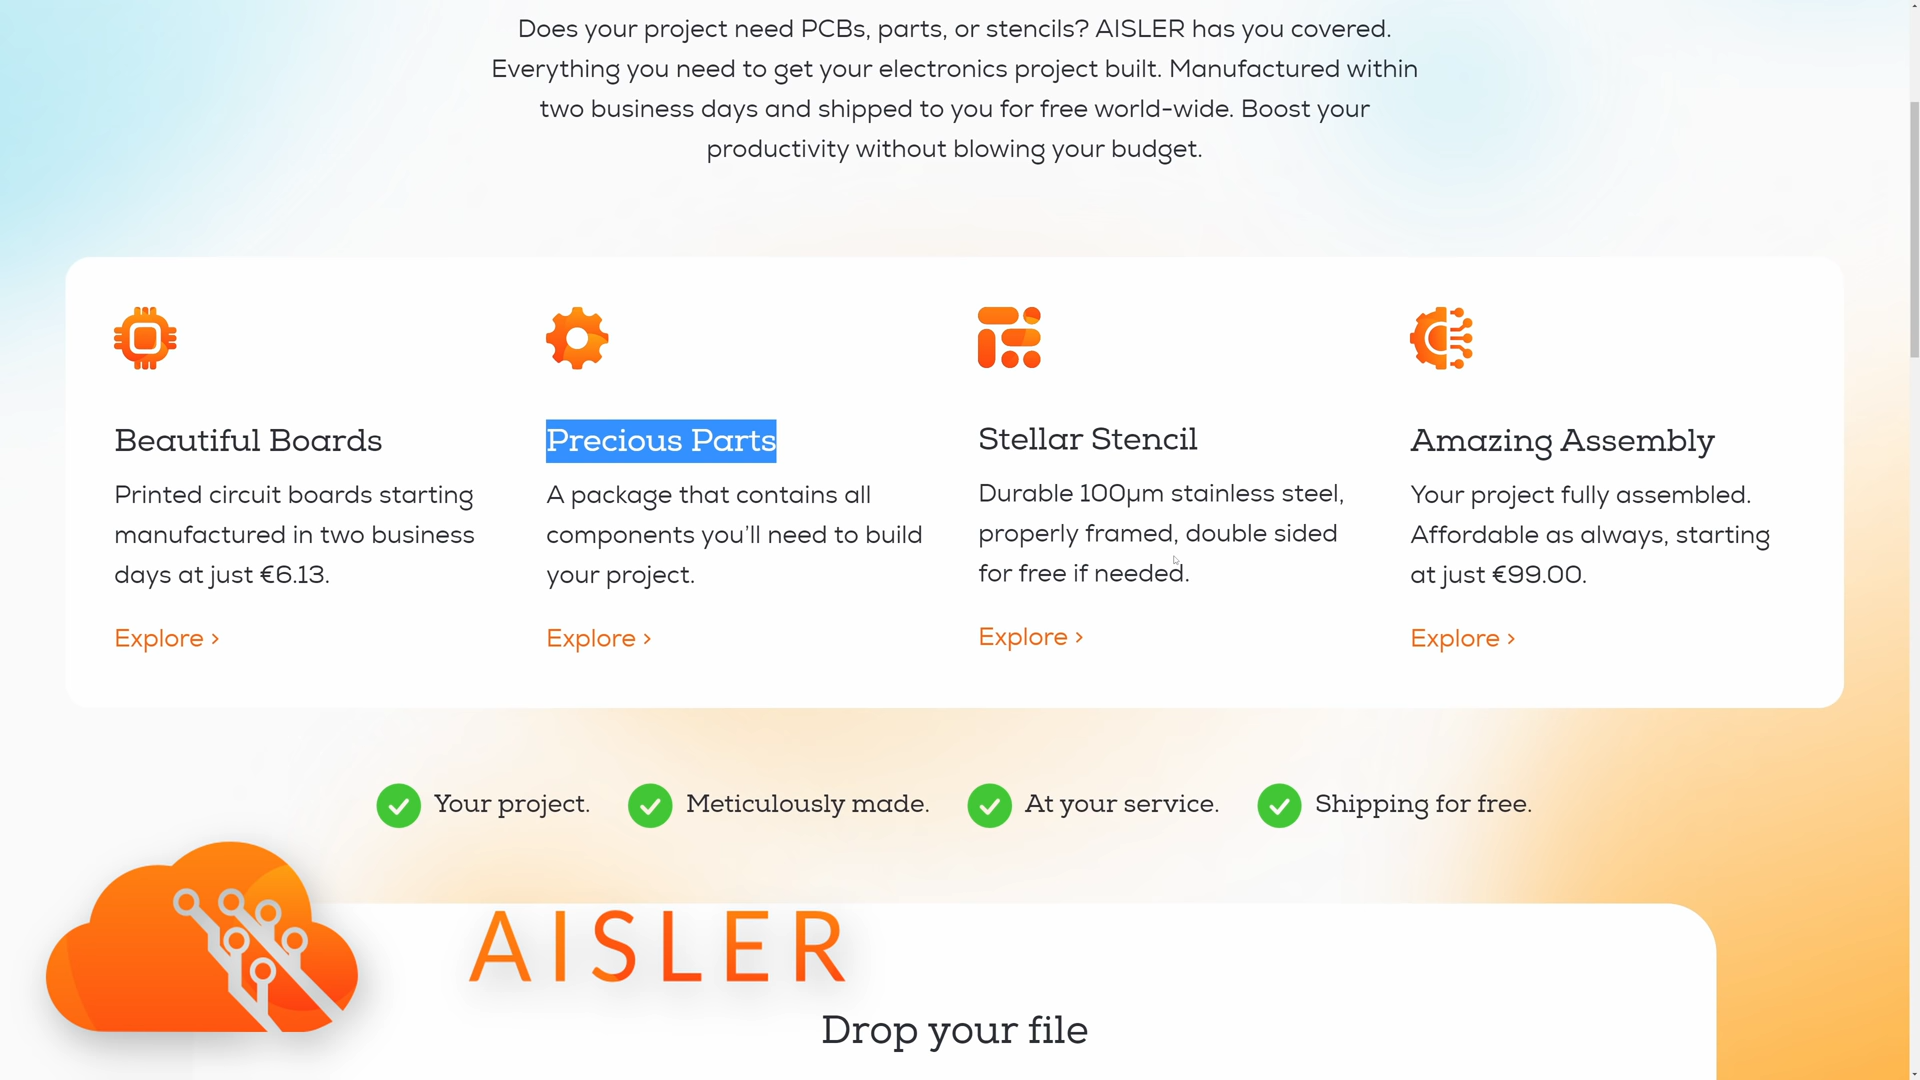 Does your project need PCBs, parts, or stencils? AISLER has you covered.
Everything you need to get your electronics project built. Manufactured within
two business days and shipped to you for free world-wide. Boost your
productivity without blowing your budget.
Beautiful Boards
Printed circuit boards starting
manufactured in two business
days at just €6.13.
Explore >
Precious Parts
A package that contains all
components you'll need to build
your project.
Explore >
Stellar Stencil
Durable 100µm stainless steel,
properly framed, double sided
for free if needed.
Explore >
Amazing Assembly
Your project fully assembled.
Affordable as always, starting
at just €99.00.
Explore >
Your project. Meticulously made. At your service. Shipping for free.
AISLER
Drop your file